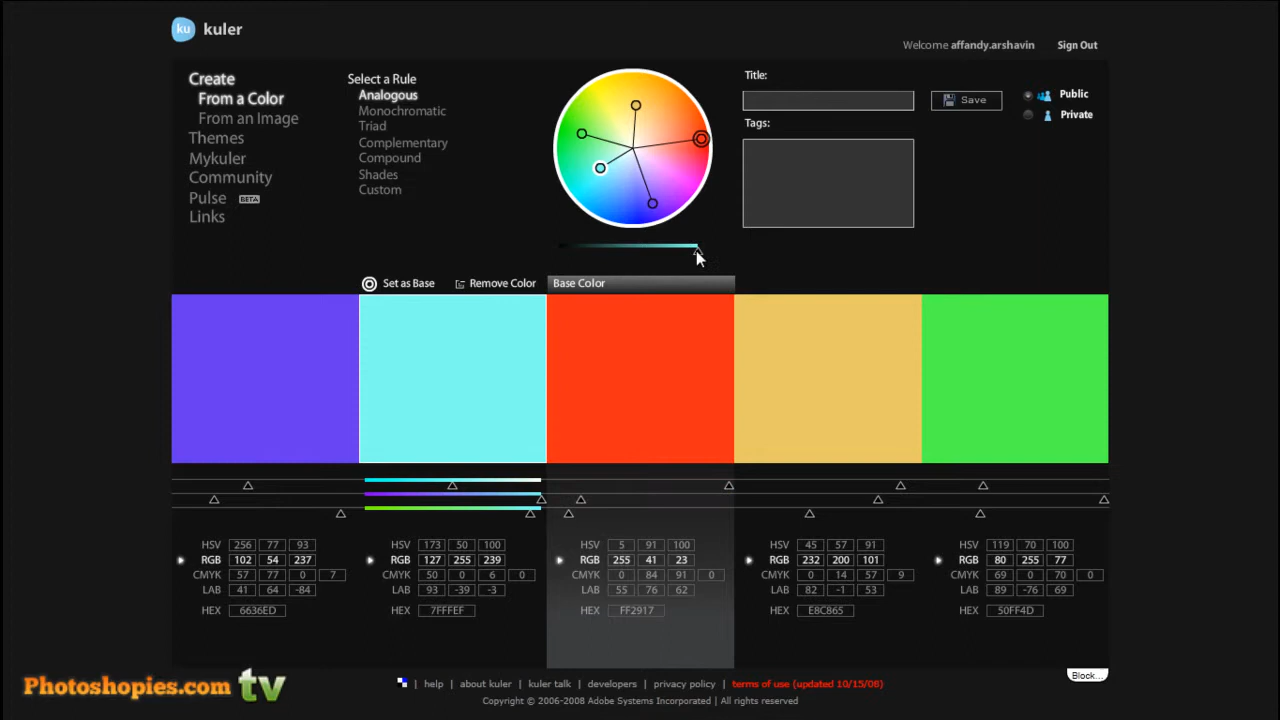 ku kuler
Welcome affandy.arshavin Sign Out
Create
From a Color
From an Image
Themes
Mykuler
Community
Pulse BETA
Links
Select a Rule
Analogous
Monochromatic
Triad
Complementary
Compound
Shades
Custom
Title:
Save
Public
Private
Tags:
Set as Base Remove Color Base Color
HSV 256 77 93
RGB 102 54 237
CMYK 57 77 0 7
LAB 41 64 -84
HEX 6636ED
HSV 173 50 100
RGB 127 255 239
CMYK 50 0 6 0
LAB 93 -39 -3
HEX 7FFFEF
HSV 5 91 100
RGB 255 41 23
CMYK 0 84 91 0
LAB 55 76 62
HEX FF2917
HSV 45 57 91
RGB 232 200 101
CMYK 0 14 57 9
LAB 82 -1 53
HEX E8C865
HSV 119 70 100
RGB 80 255 77
CMYK 69 0 70 0
LAB 89 -76 69
HEX 50FF4D
Block...
| help | about kuler | kuler talk | developers | privacy policy | terms of use (updated 10/15/08)
Copyright © 2006-2008 Adobe Systems Incorporated | All rights reserved
Photoshopies.com tv